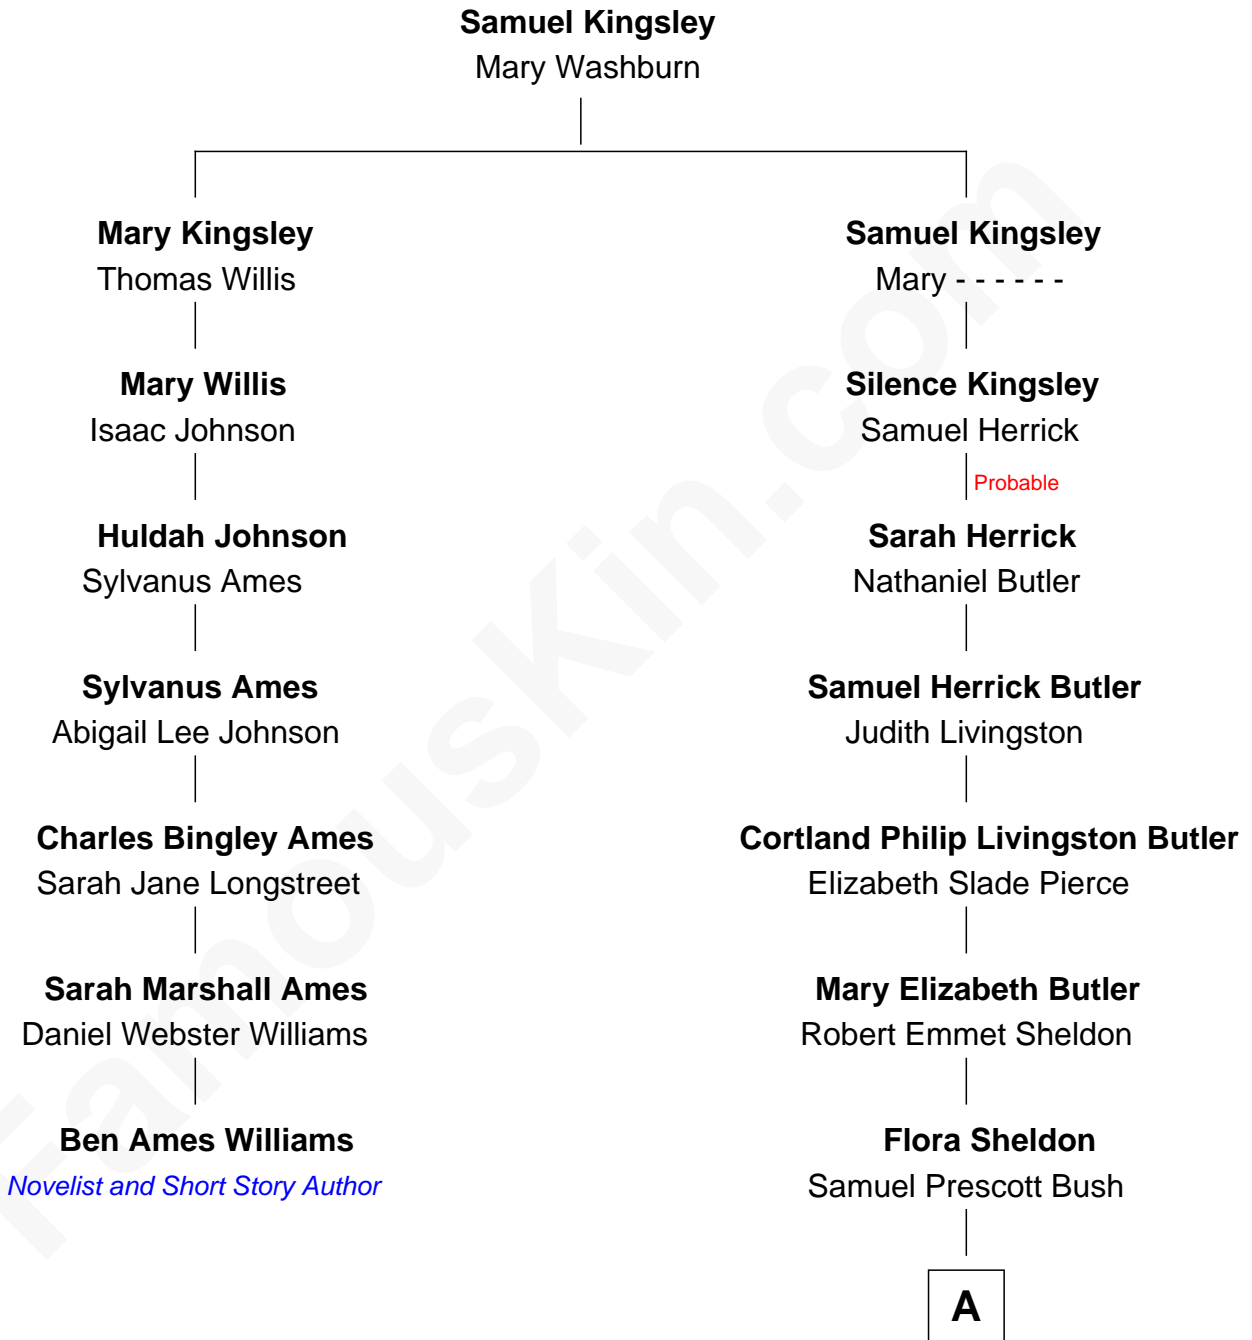 Samuel Kingsley
Mary Washburn
Mary Kingsley
Thomas Willis
Samuel Kingsley
Mary - - - - - -
Mary Willis
Isaac Johnson
Silence Kingsley
Samuel Herrick
Probable
Huldah Johnson
Sylvanus Ames
Sarah Herrick
Nathaniel Butler
Sylvanus Ames
Abigail Lee Johnson
Samuel Herrick Butler
Judith Livingston
Charles Bingley Ames
Sarah Jane Longstreet
Cortland Philip Livingston Butler
Elizabeth Slade Pierce
Sarah Marshall Ames
Daniel Webster Williams
Mary Elizabeth Butler
Robert Emmet Sheldon
Ben Ames Williams
Novelist and Short Story Author
Flora Sheldon
Samuel Prescott Bush
A
FamousKin.com